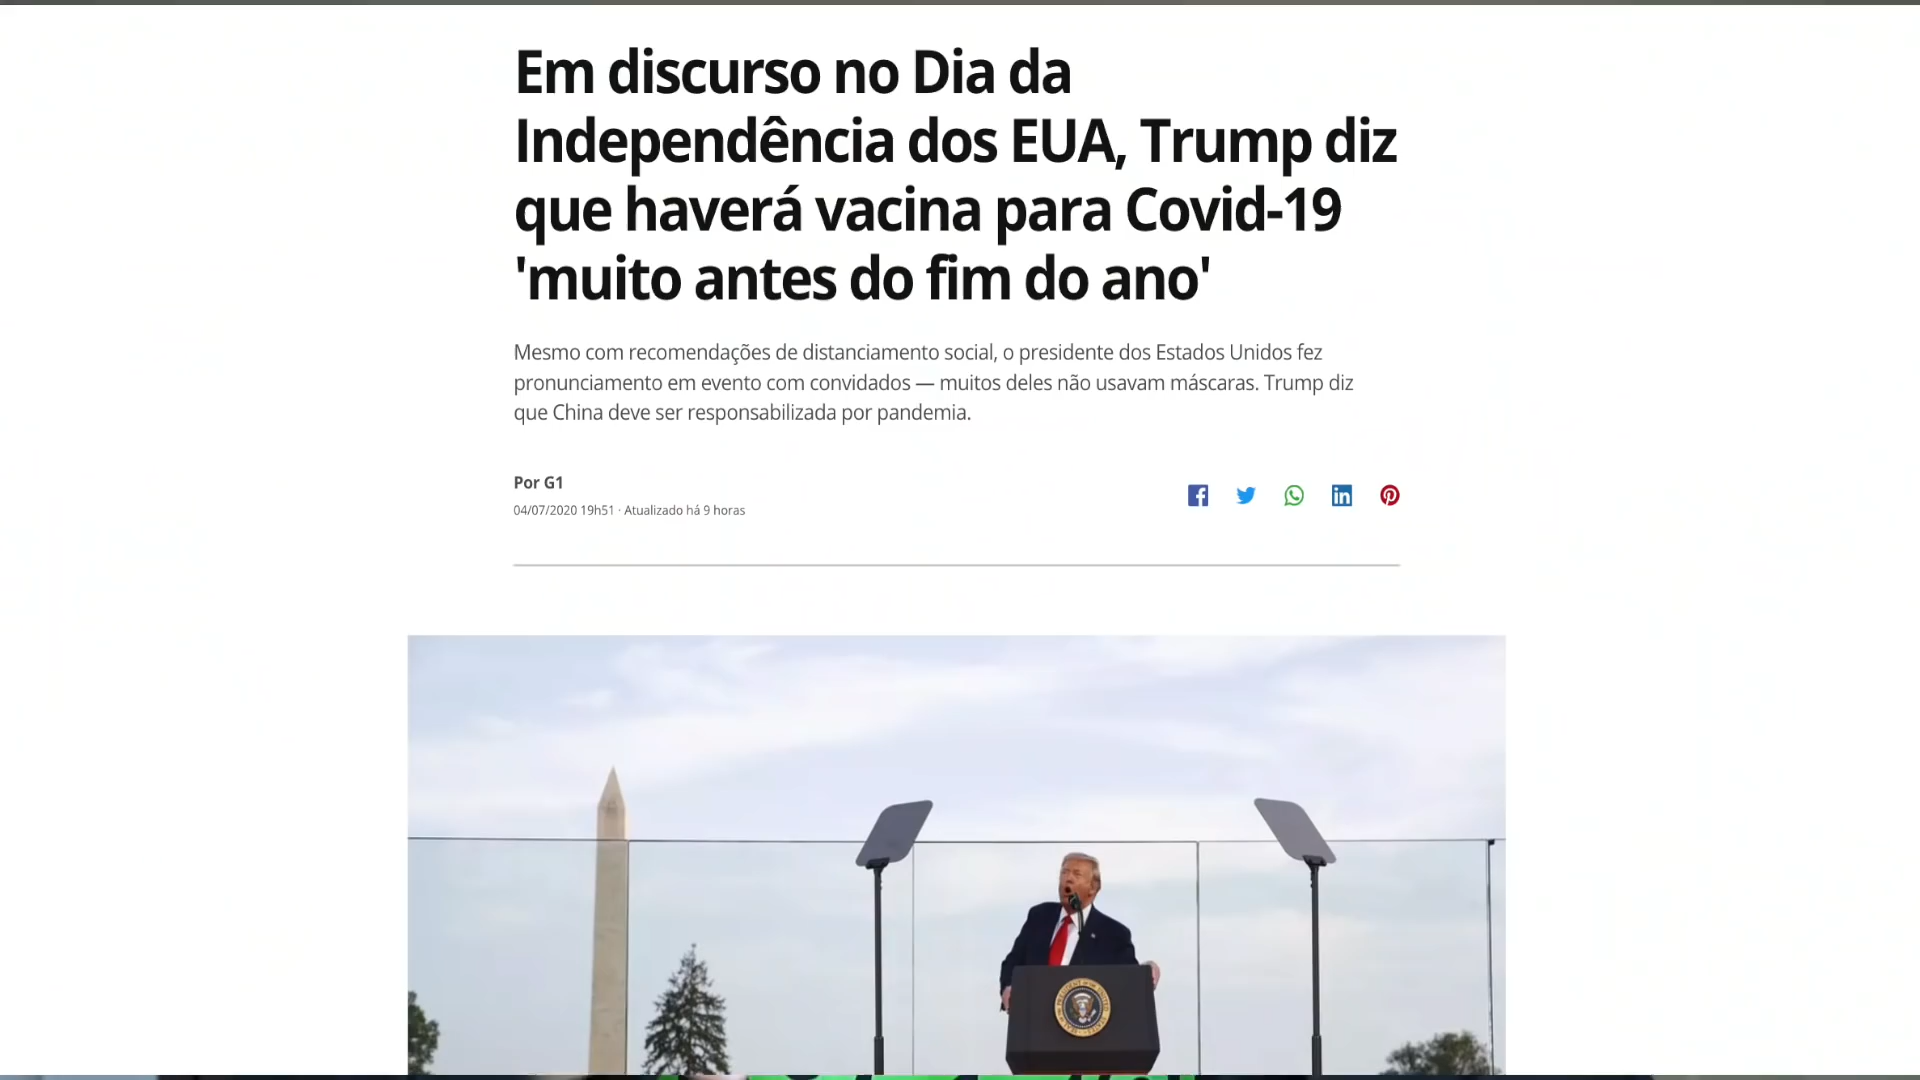 Em discurso no Dia da
Independência dos EUA, Trump diz
que haverá vacina para Covid-19
'muito antes do fim do ano'
Mesmo com recomendações de distanciamento social, o presidente dos Estados Unidos fez
pronunciamento em evento com convidados — muitos deles não usavam máscaras. Trump diz
que China deve ser responsabilizada por pandemia.
Por G1
04/07/2020 19h51 · Atualizado há 9 horas